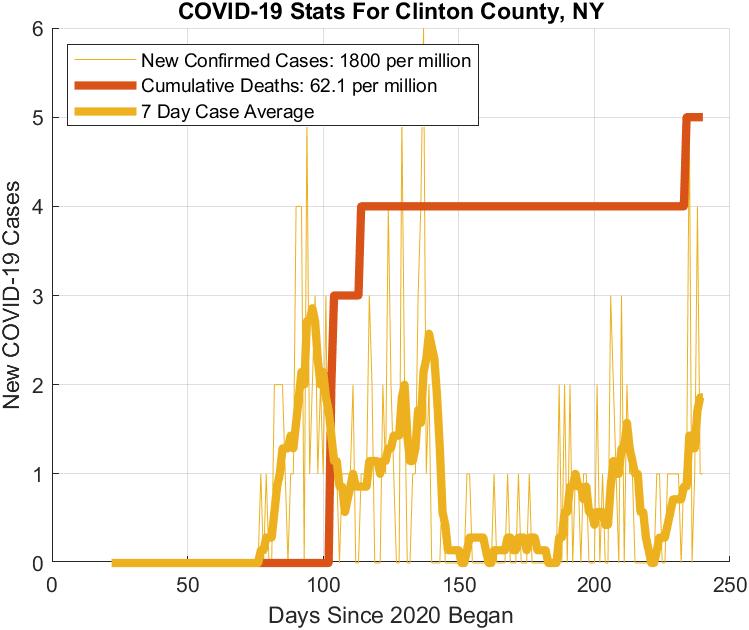 COVID-19 Stats For Clinton County, NY
New Confirmed Cases: 1800 per million
Cumulative Deaths: 62.1 per million
7 Day Case Average
New COVID-19 Cases
6
5
4
3
2
1
0
0 50 100 150 200 250
Days Since 2020 Began